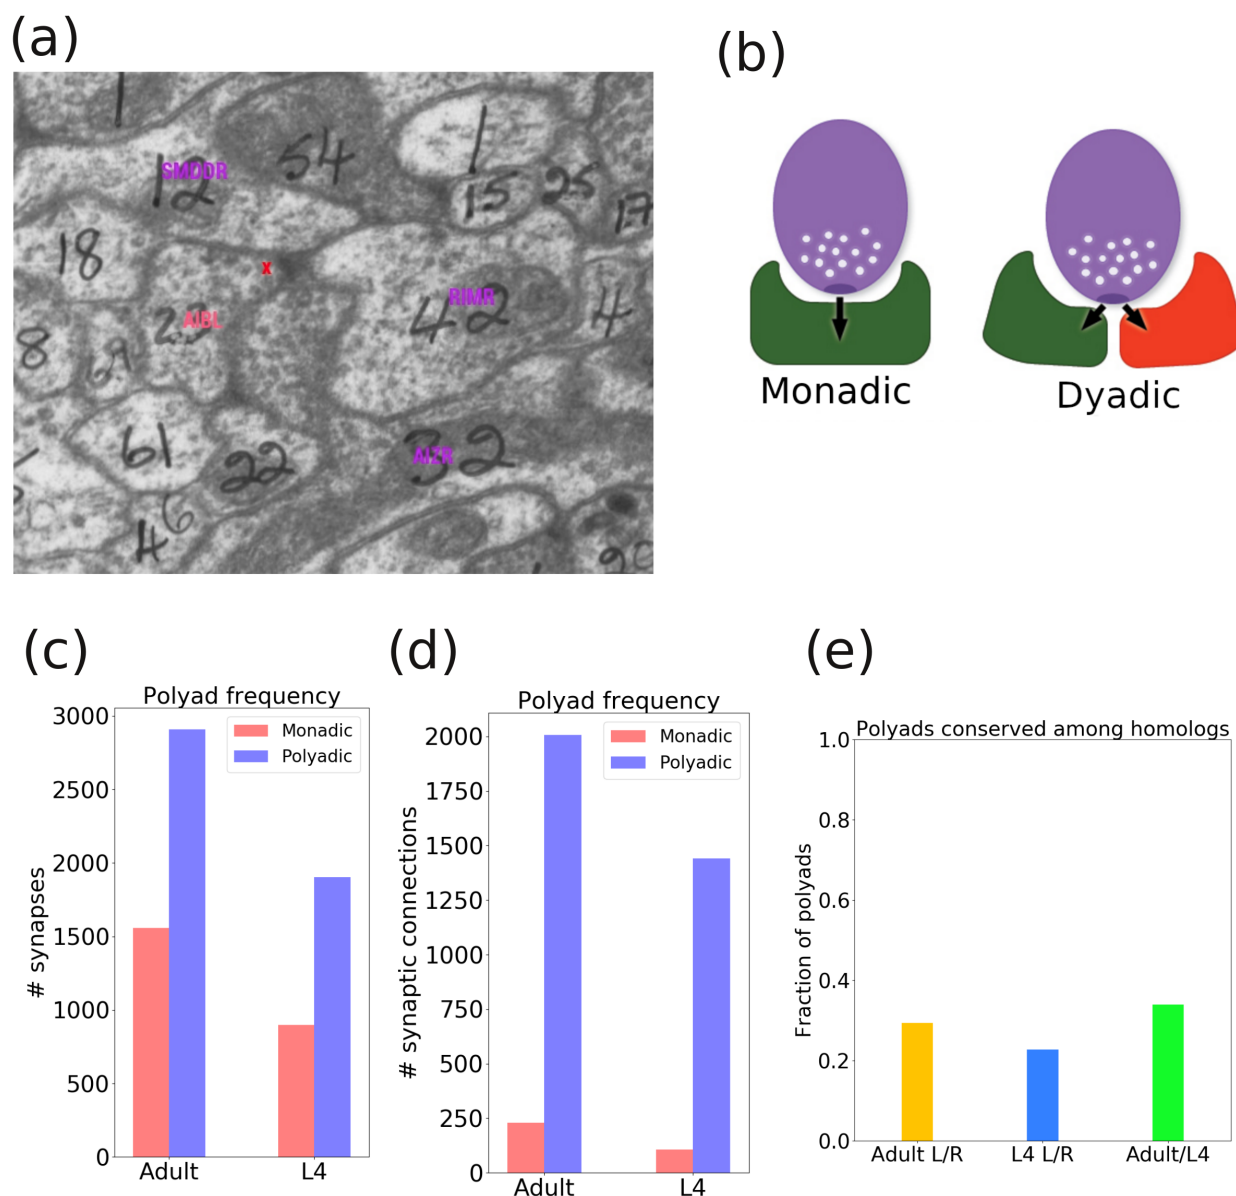 (a)
(b)
1
54
1
SMDDR
12
15
25
17
18
x
RIMR
42
4
AIBL
8
61
22
AIZR
32
46
Monadic
Dyadic
(c)
(d)
(e)
Polyad frequency
3000
2500
2000
1500
1000
500
0
# synapses
Monadic
Polyadic
Adult
L4
Polyad frequency
2000
1750
1500
1250
1000
750
500
250
0
# synaptic connections
Monadic
Polyadic
Adult
L4
Polyads conserved among homologs
1.0
0.8
0.6
0.4
0.2
0.0
Fraction of polyads
Adult L/R
L4 L/R
Adult/L4